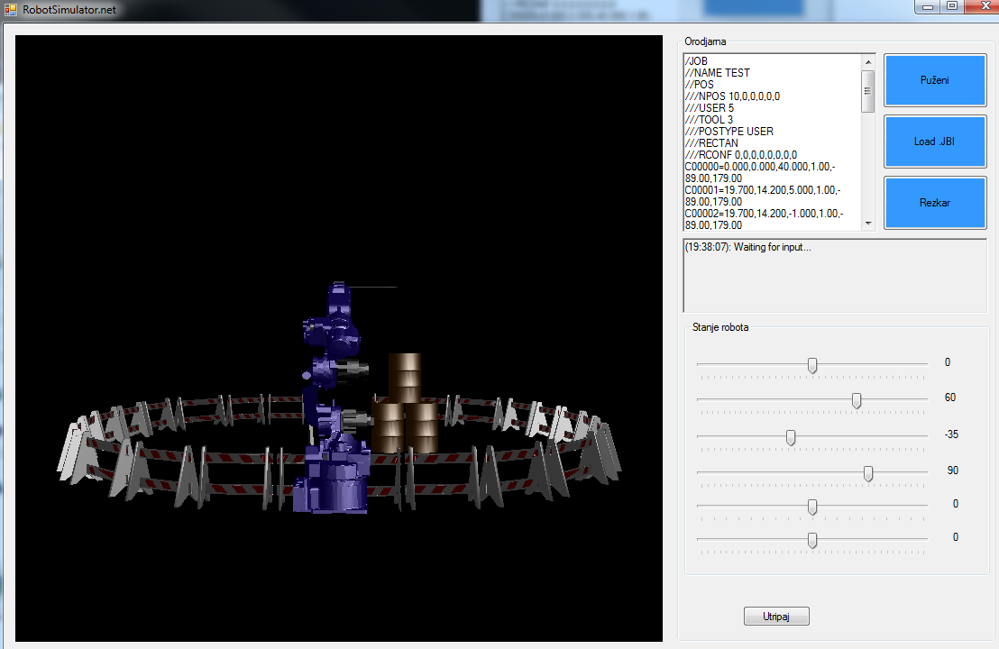 RobotSimulator.net
Orodjarna
/JOB
//NAME TEST
//POS
///NPOS 10,0,0,0,0,0
///USER 5
///TOOL 3
///POSTYPE USER
///RECTAN
///RCONF 0,0,0,0,0,0,0,0
C00000=0.000,0.000,40.000,1.00,-
89.00,179.00
C00001=19.700,14.200,5.000,1.00,-
89.00,179.00
C00002=19.700,14.200,-1.000,1.00,-
89.00,179.00
Puženi
Load .JBI
Rezkar
(19:38:07): Waiting for input...
Stanje robota
0
60
-35
90
0
0
Utripaj